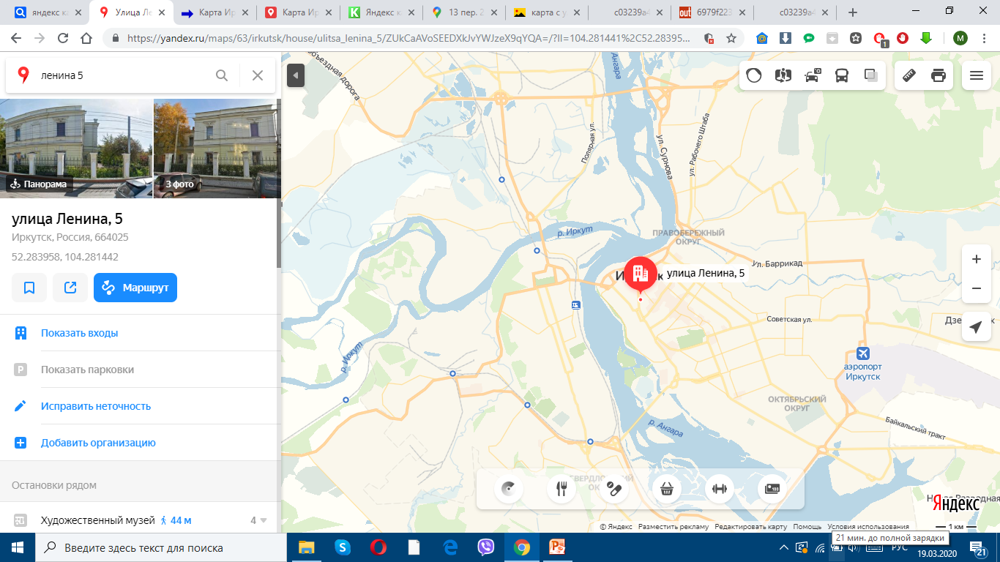 яндекс ка
Улица Ле
Карта Ир
Карта Ир
Яндекс к
13 пер. 2
карта с у
c03239a4
out
6979f223
c03239a4
https://yandex.ru/maps/63/irkutsk/house/ulitsa_lenina_5/ZUkCaAVoSEEDXkJvYWJzeX9qYQA=/?ll=104.281441%2C52.28395...
1
M
ленина 5
Панорама
3 фото
улица Ленина, 5
Иркутск, Россия, 664025
52.283958, 104.281442
Маршрут
Показать входы
P
Показать парковки
Исправить неточность
Добавить организацию
Остановки рядом
Художественный музей
44 м
4
Объездная дорога
Ангара
Полярная ул.
ул. Сурнова
ул. Рабочего Штаба
р. Иркут
ПРАВОБЕРЕЖНЫЙ
ОКРУГ
ул. Баррикад
улица Ленина, 5
Советская ул.
р. Иркут
аэропорт
Иркутск
ОКТЯБРЬСКИЙ
ОКРУГ
Байкальский тракт
р. Ангара
100
Яндекс
© Яндекс
Разместить рекламу
Редактировать карту
Помощь
Условия использования
1 км
21 мин. до полной зарядки
Введите здесь текст для поиска
РУС
19.03.2020
21